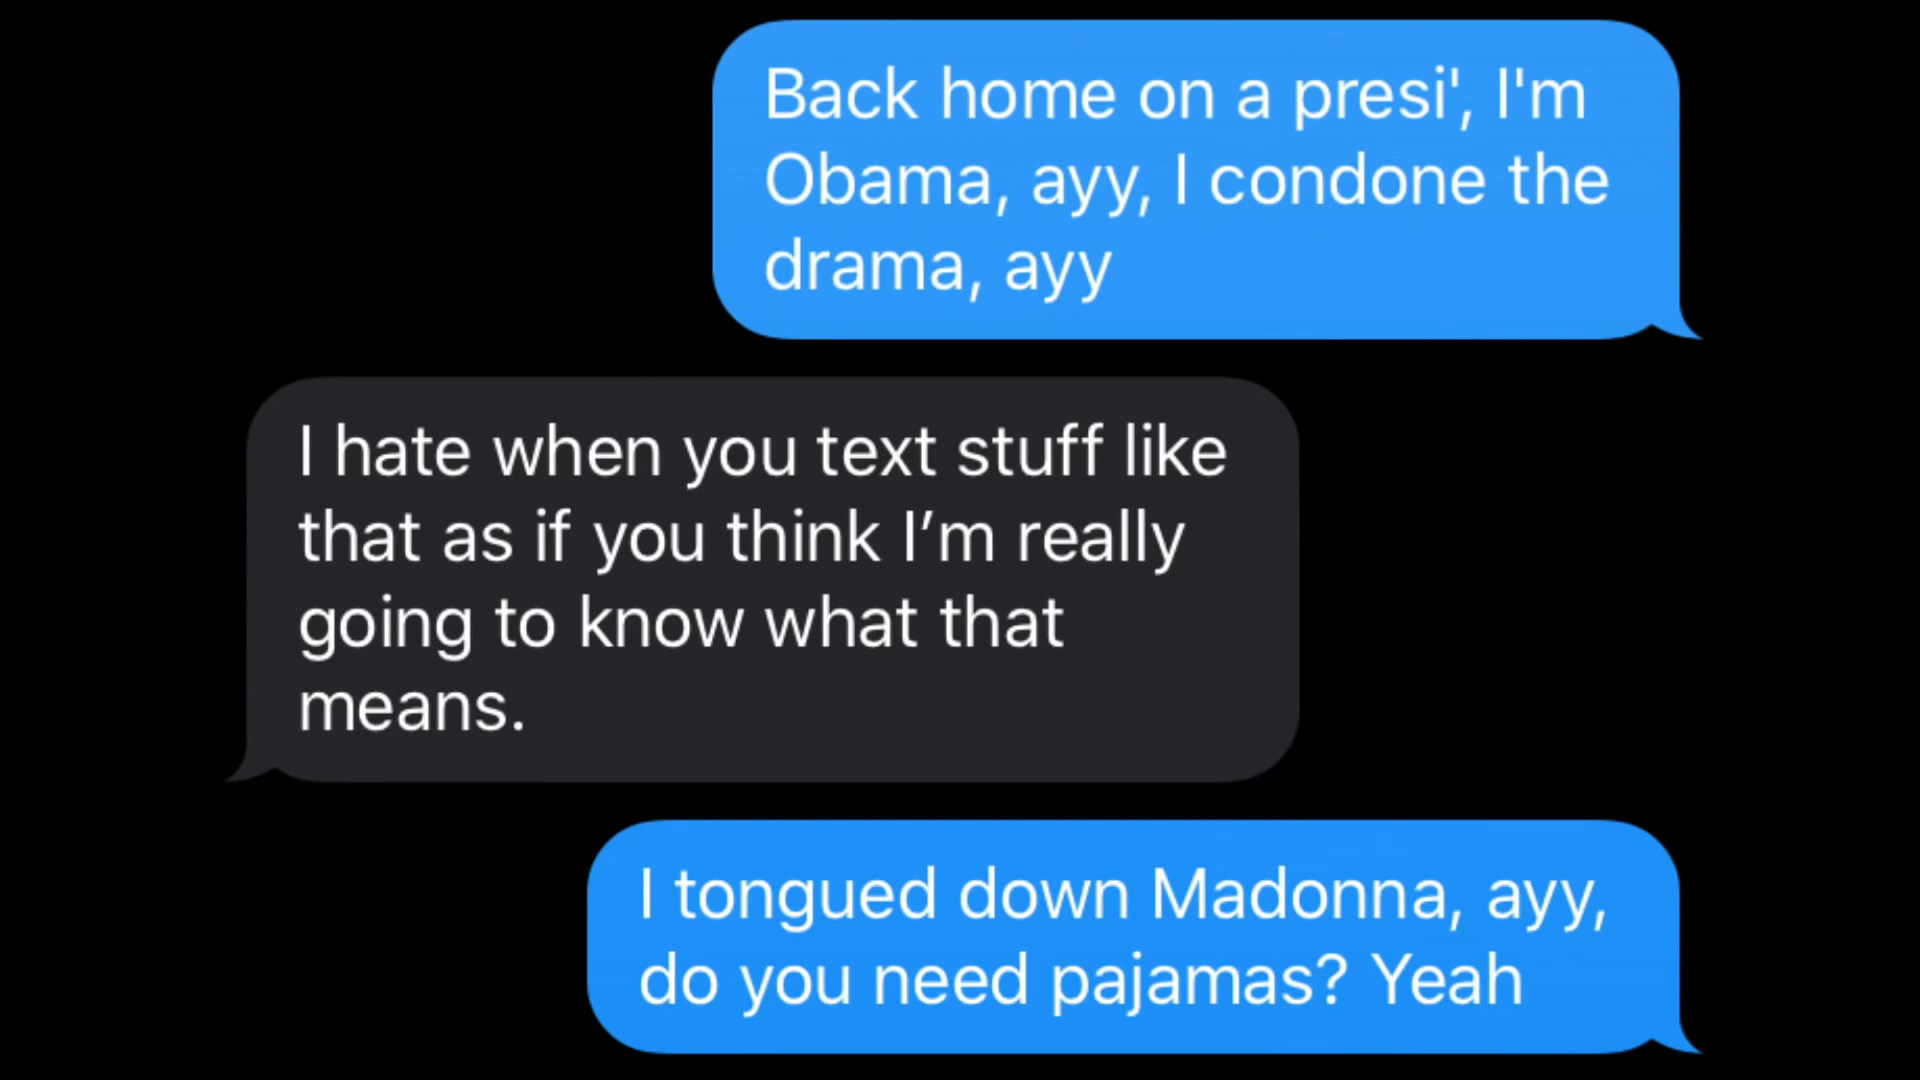 Back home on a presi', I'm
Obama, ayy, I condone the
drama, ayy
I hate when you text stuff like
that as if you think I’m really
going to know what that
means.
I tongued down Madonna, ayy,
do you need pajamas? Yeah